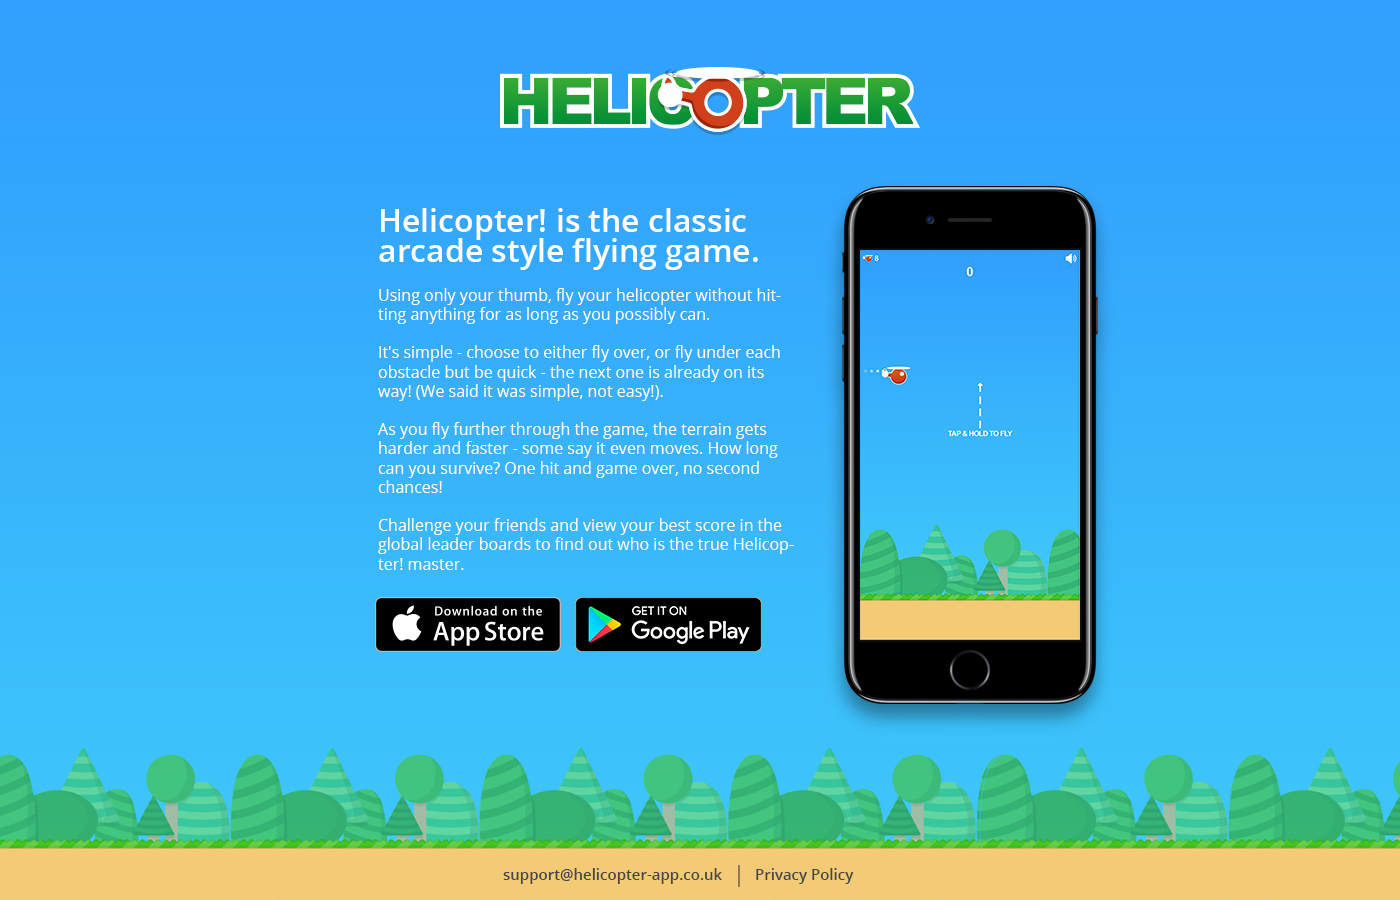 HELICOPTER
Helicopter! is the classic
arcade style flying game.
Using only your thumb, fly your helicopter without hit-
ting anything for as long as you possibly can.
It's simple - choose to either fly over, or fly under each
obstacle but be quick - the next one is already on its
way! (We said it was simple, not easy!).
As you fly further through the game, the terrain gets
harder and faster - some say it even moves. How long
can you survive? One hit and game over, no second
chances!
Challenge your friends and view your best score in the
global leader boards to find out who is the true Helicop-
ter! master.
Download on the
App Store
GET IT ON
Google Play
8
0
TAP & HOLD TO FLY
support@helicopter-app.co.uk | Privacy Policy